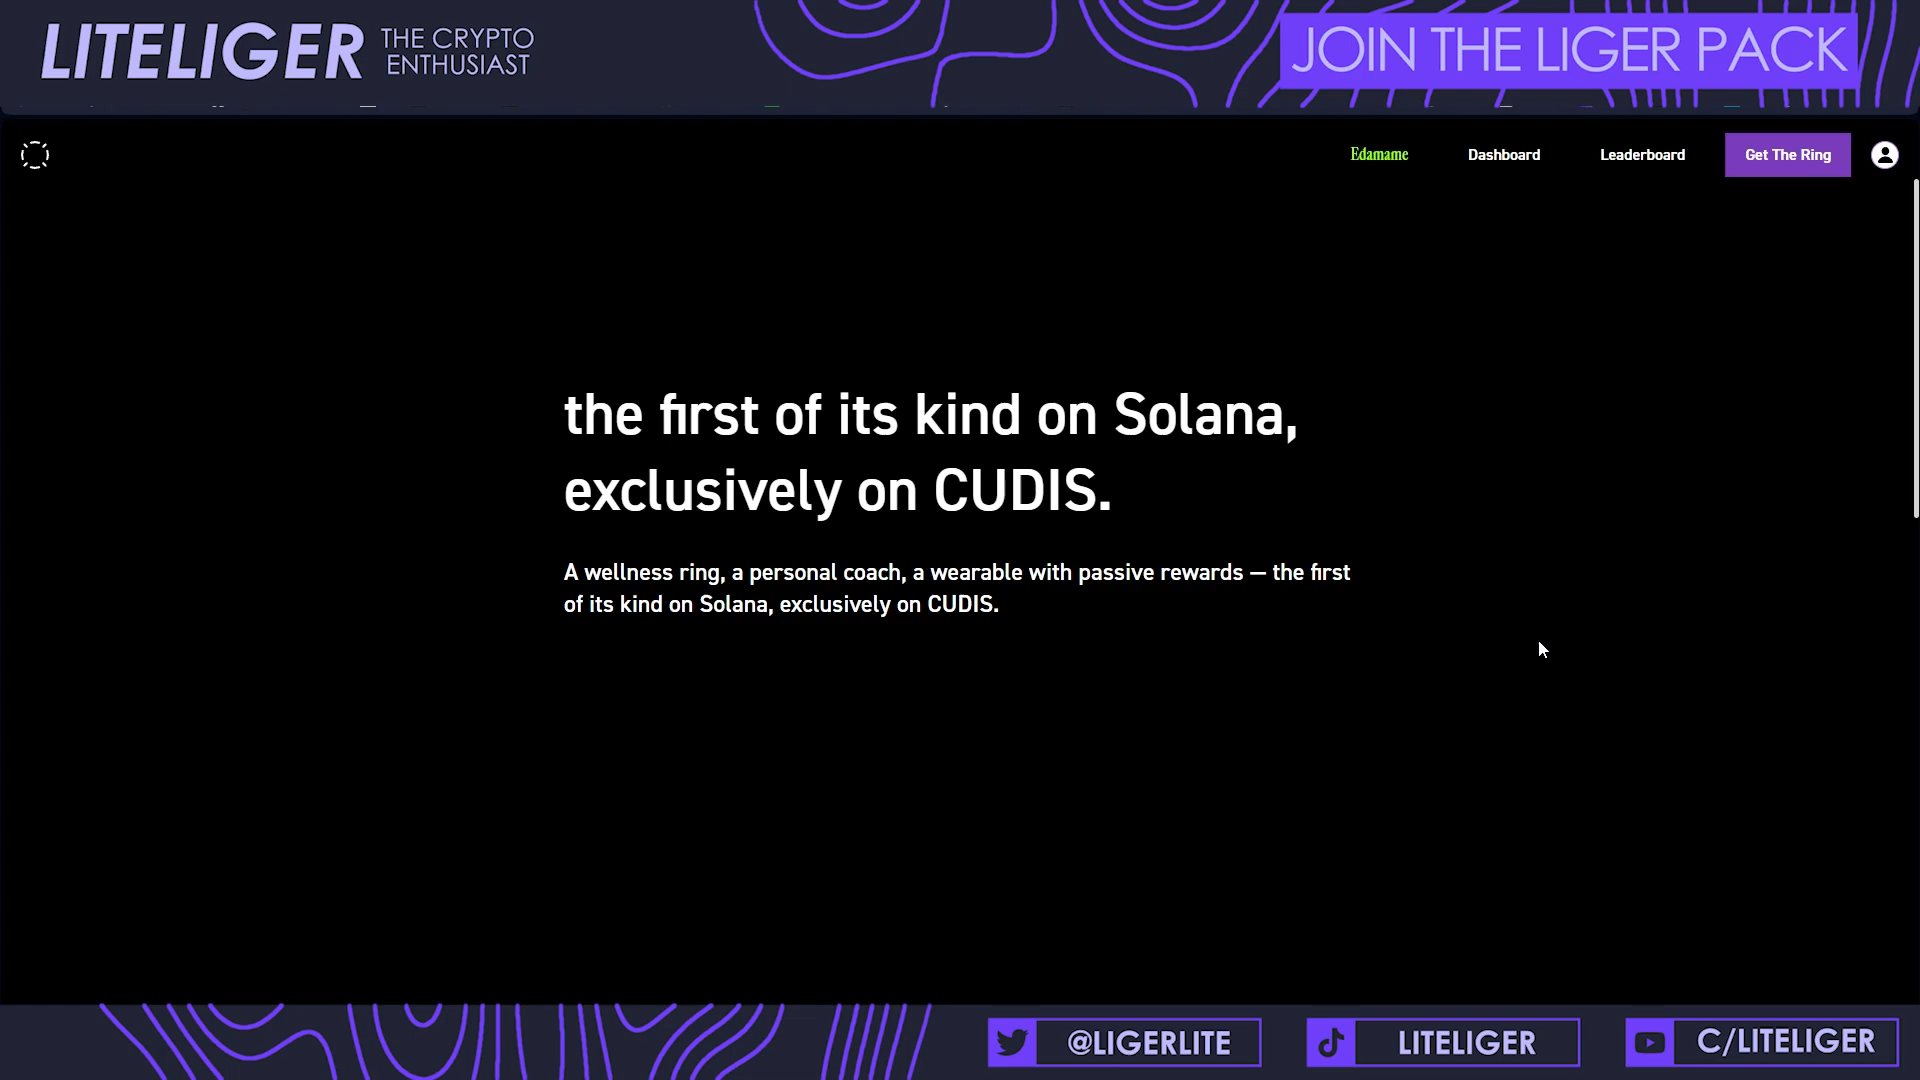 LITELIGER
THE CRYPTO
ENTHUSIAST
JOIN THE LIGER PACK
Edamame
Dashboard
Leaderboard
Get The Ring
the first of its kind on Solana,
exclusively on CUDIS.
A wellness ring, a personal coach, a wearable with passive rewards — the first
of its kind on Solana, exclusively on CUDIS.
@LIGERLITE
LITELIGER
C/LITELIGER